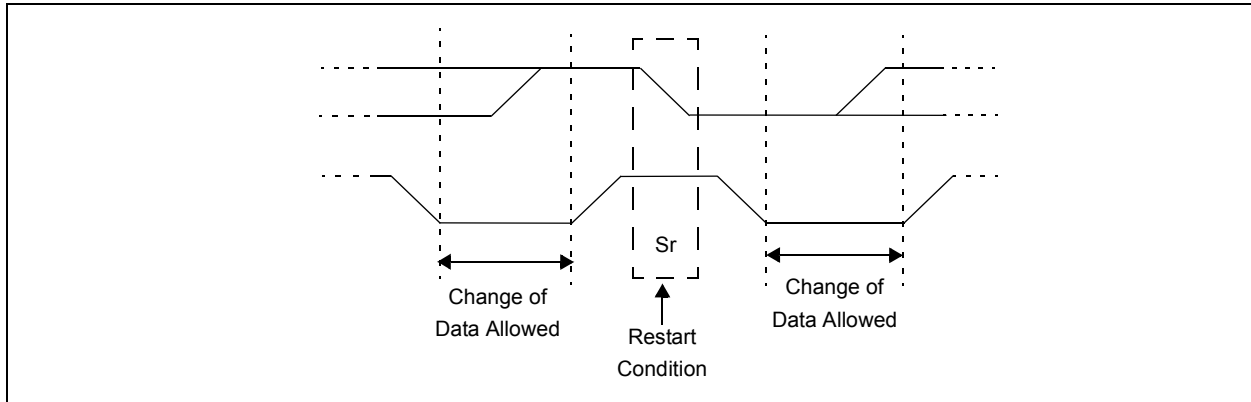 Sr
Change of
Data Allowed
Restart
Condition
Change of
Data Allowed